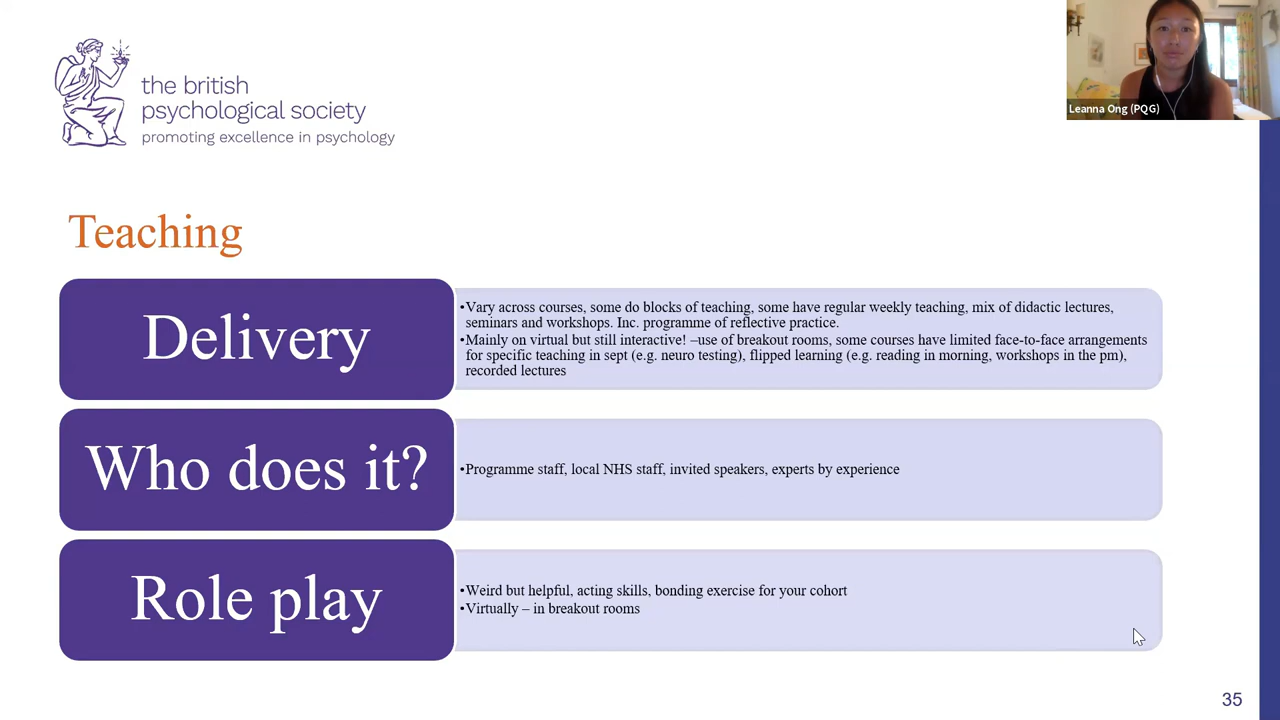 the british
psychological society
promoting excellence in psychology
Leanna Ong (PQG)
Teaching
Delivery
•Vary across courses, some do blocks of teaching, some have regular weekly teaching, mix of didactic lectures,
seminars and workshops. Inc. programme of reflective practice.
•Mainly on virtual but still interactive! –use of breakout rooms, some courses have limited face-to-face arrangements
for specific teaching in sept (e.g. neuro testing), flipped learning (e.g. reading in morning, workshops in the pm),
recorded lectures
Who does it?
•Programme staff, local NHS staff, invited speakers, experts by experience
Role play
•Weird but helpful, acting skills, bonding exercise for your cohort
•Virtually – in breakout rooms
35